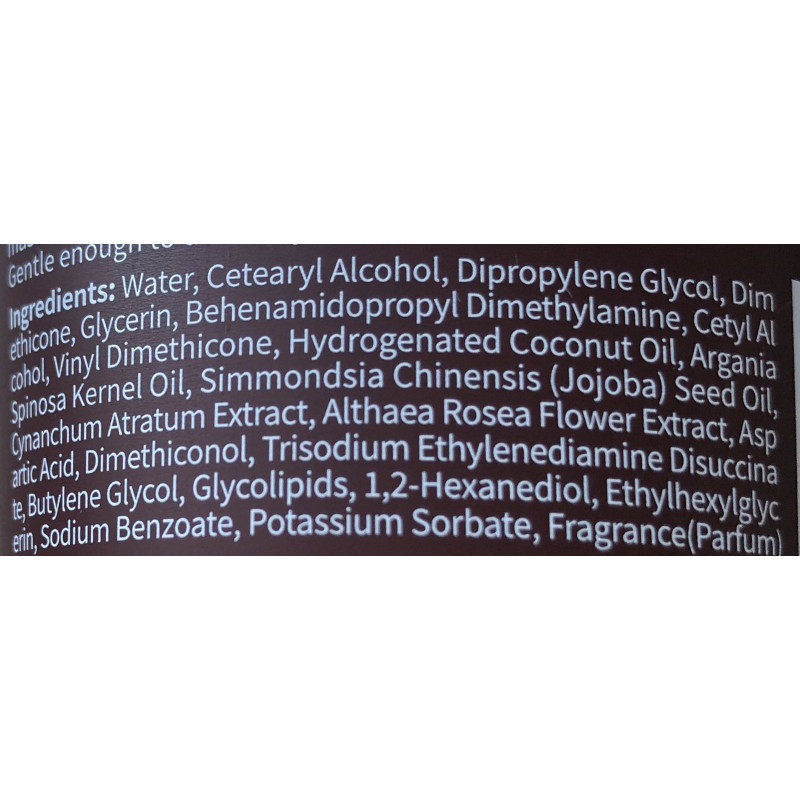 Gentle enough to
Ingredients: Water, Cetearyl Alcohol, Dipropylene Glycol, Dim
ethicone, Glycerin, Behenamidopropyl Dimethylamine, Cetyl Al
cohol, Vinyl Dimethicone, Hydrogenated Coconut Oil, Argania
Spinosa Kernel Oil, Simmondsia Chinensis (Jojoba) Seed Oil,
Cynanchum Atratum Extract, Althaea Rosea Flower Extract, Asp
artic Acid, Dimethiconol, Trisodium Ethylenediamine Disuccina
te, Butylene Glycol, Glycolipids, 1,2-Hexanediol, Ethylhexylglyc
erin, Sodium Benzoate, Potassium Sorbate, Fragrance(Parfum)